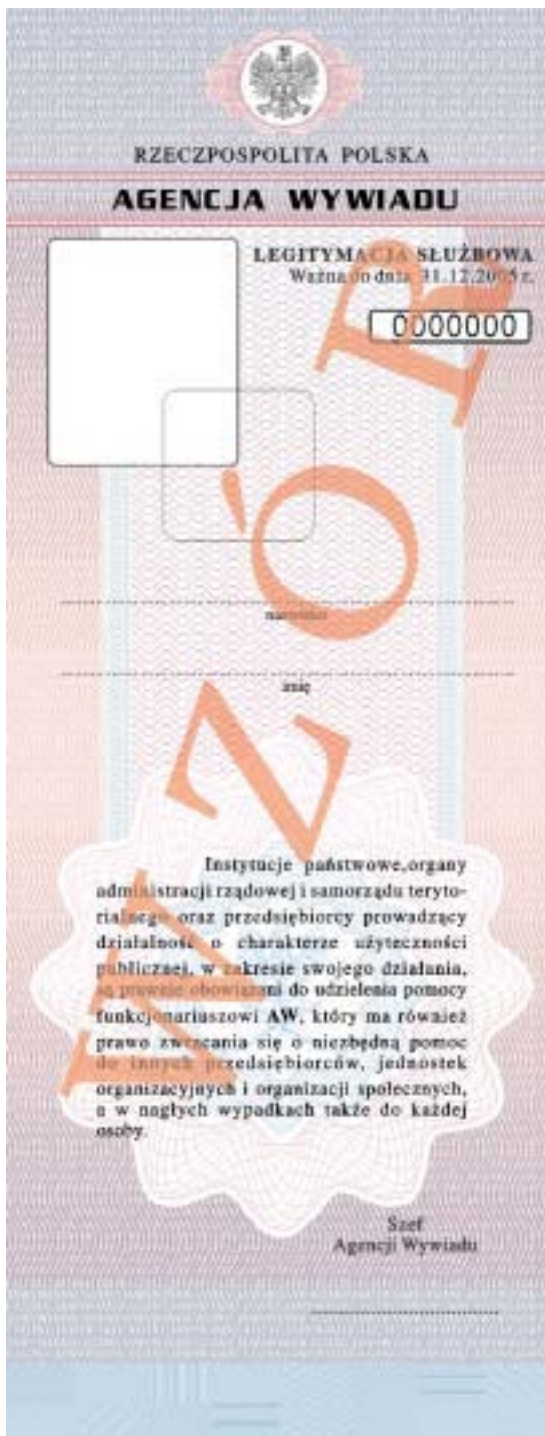 RZECZPOSPOLITA POLSKA
AGENCJA WYWIADU
LEGITYMACJA SŁUŻBOWA
Ważna do dnia 31.12.2005 r.
0000000
nazwisko
imię
WZÓR
Instytucje państwowe,organy
administracji rządowej i samorządu teryto-
rialnego oraz przedsiębiorcy prowadzący
działalność o charakterze użyteczności
publicznej, w zakresie swojego działania,
są prawnie obowiązani do udzielenia pomocy
funkcjonariuszowi AW, który ma również
prawo zwracania się o niezbędną pomoc
do innych przedsiębiorców, jednostek
organizacyjnych i organizacji społecznych,
a w nagłych wypadkach także do każdej
osoby.
Szef
Agencji Wywiadu